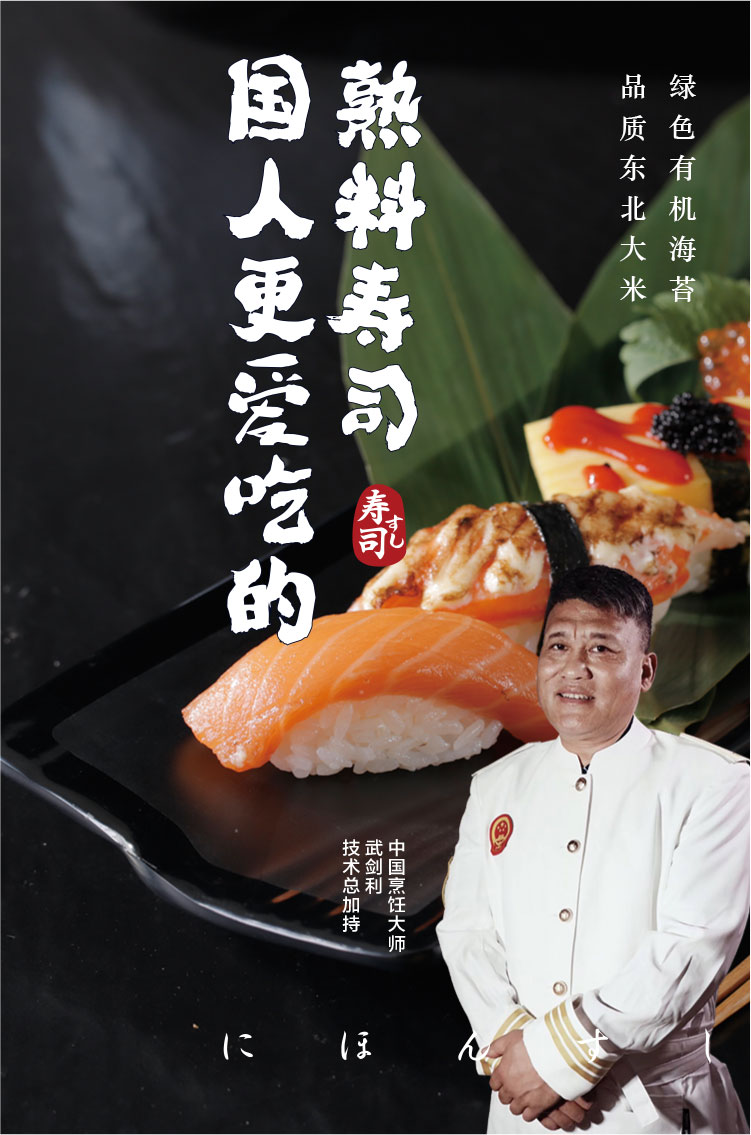 绿色有机海苔
品质东北大米
熟料寿司
国人更爱吃的
寿司
すし
中国烹饪大师
武剑利
技术总加持
にほんすし